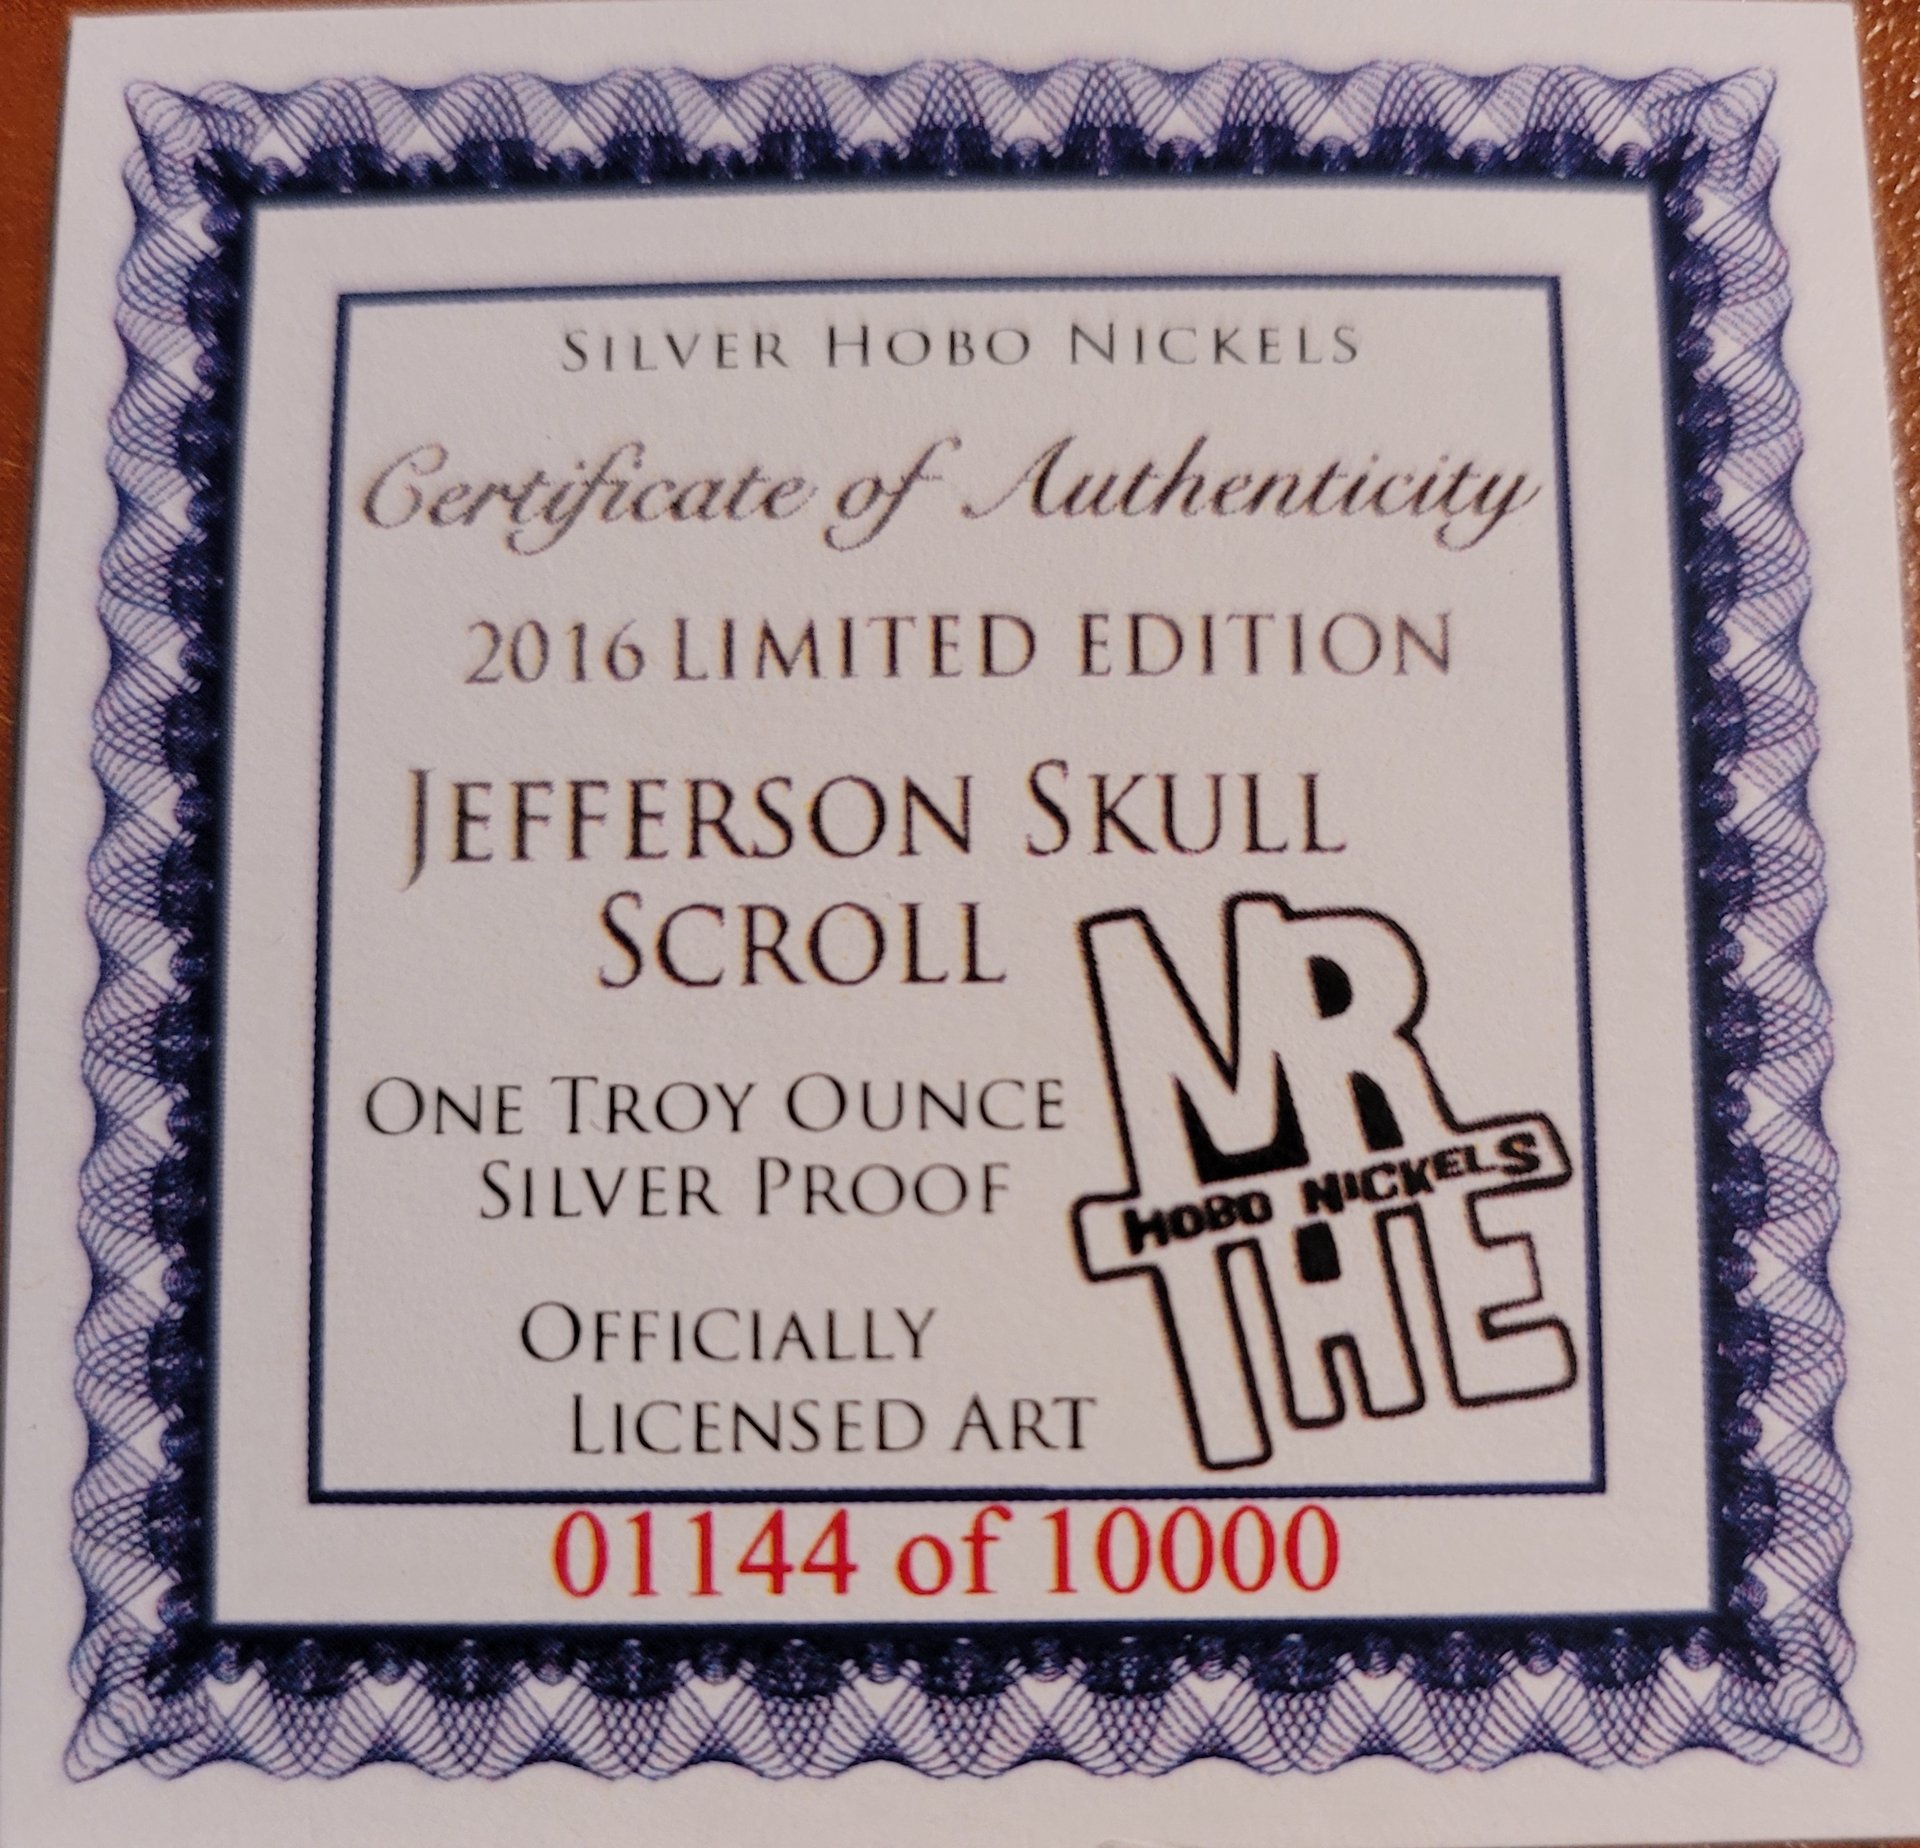 SILVER HOBO NICKELS
Certificate of Authenticity
2016 LIMITED EDITION
JEFFERSON SKULL
SCROLL
ONE TROY OUNCE
SILVER PROOF
OFFICIALLY
LICENSED ART
MR
HOBO NICKELS
THE
01144 of 10000